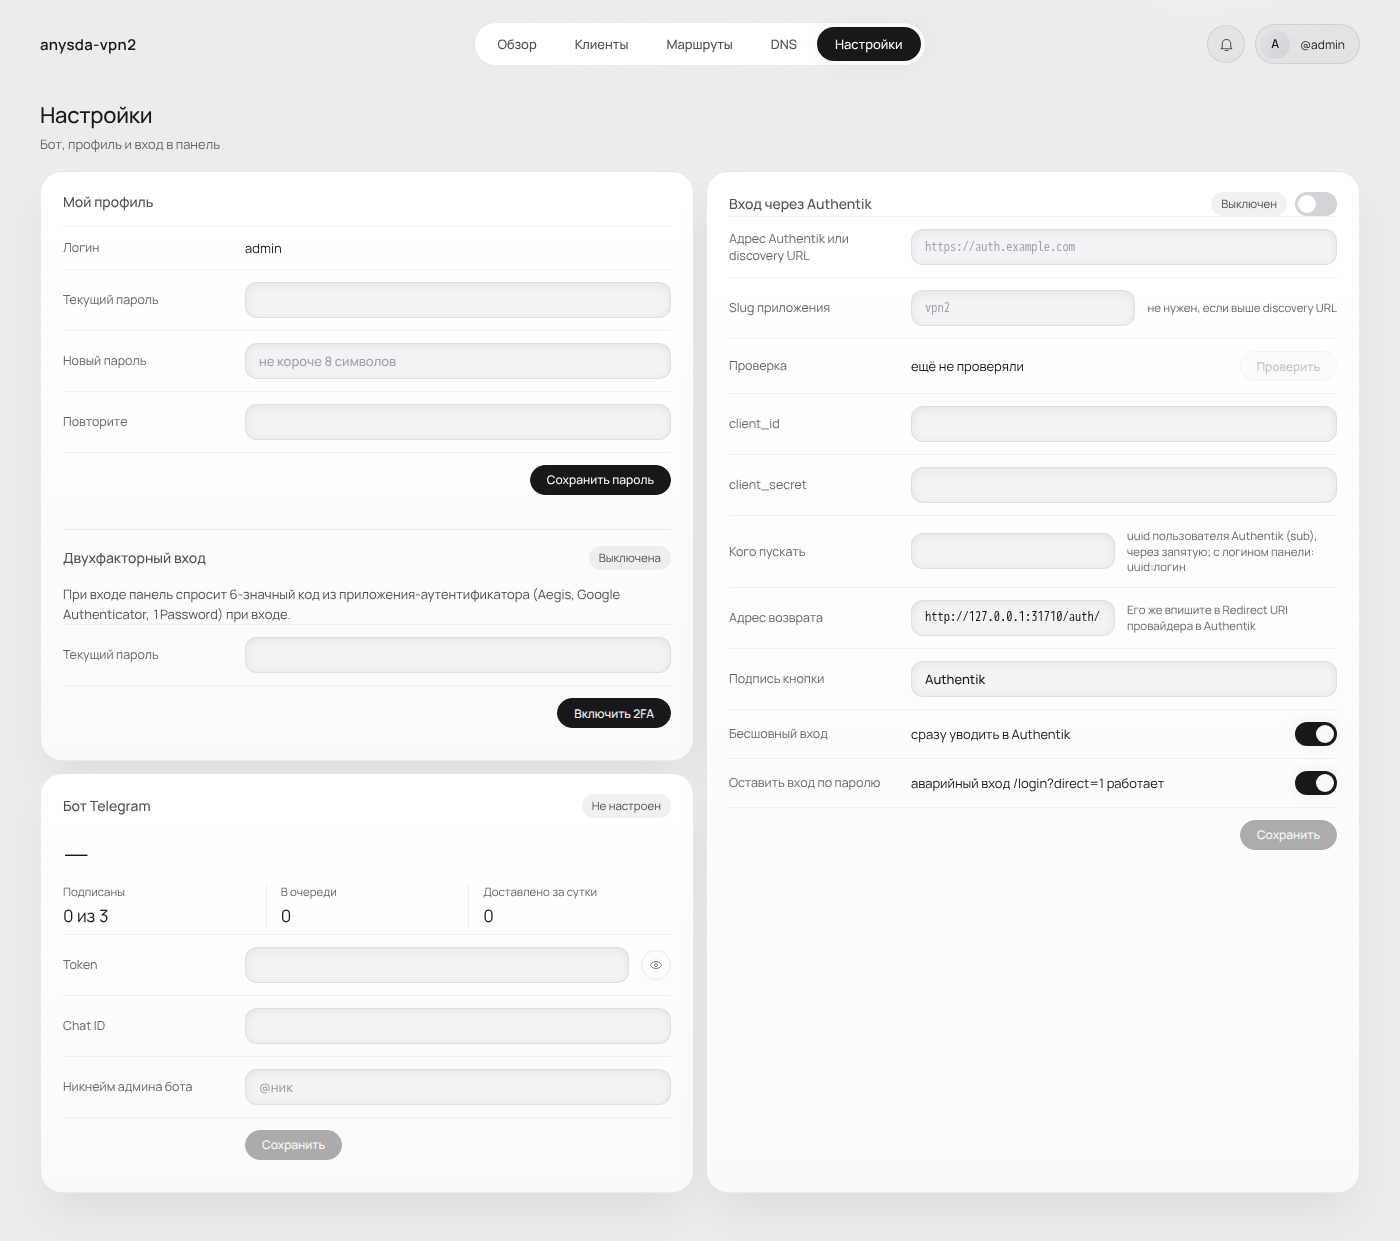 anysda-vpn2
Обзор
Клиенты
Маршруты
DNS
Настройки
A
@admin
Настройки
Бот, профиль и вход в панель
Мой профиль
Логин
admin
Текущий пароль
Новый пароль
не короче 8 символов
Повторите
Сохранить пароль
Двухфакторный вход
Выключена
При входе панель спросит 6-значный код из приложения-аутентификатора (Aegis, Google
Authenticator, 1Password) при входе.
Текущий пароль
Включить 2FA
Бот Telegram
Не настроен
—
Подписаны
0 из 3
В очереди
0
Доставлено за сутки
0
Token
Chat ID
Никнейм админа бота
@ник
Сохранить
Вход через Authentik
Выключен
Адрес Authentik или
discovery URL
https://auth.example.com
Slug приложения
vpn2
не нужен, если выше discovery URL
Проверка
ещё не проверяли
Проверить
client_id
client_secret
Кого пускать
uuid пользователя Authentik (sub),
через запятую; с логином панели:
uuid:логин
Адрес возврата
http://127.0.0.1:31710/auth/
Его же впишите в Redirect URI
провайдера в Authentik
Подпись кнопки
Authentik
Бесшовный вход
сразу уводить в Authentik
Оставить вход по паролю
аварийный вход /login?direct=1 работает
Сохранить